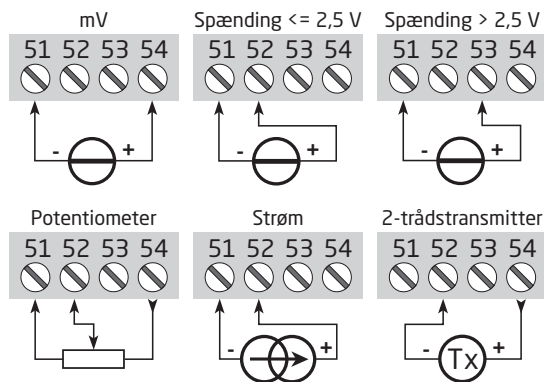 mV
Spænding <= 2,5 V
Spænding > 2,5 V
51 52 53 54
51 52 53 54
51 52 53 54
- +
- +
- +
Potentiometer
Strøm
2-trådstransmitter
51 52 53 54
51 52 53 54
51 52 53 54
- +
- Tx +